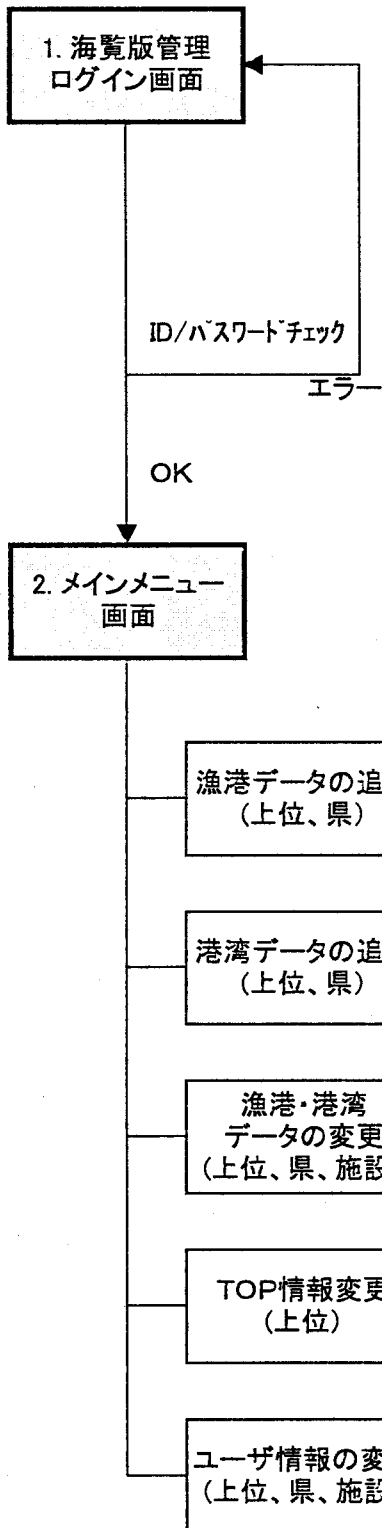 1. 海覧版管理
ログイン画面
ID/パスワードチェック
エラー
OK
2. メインメニュー
画面
漁港データの追
(上位、県)
港湾データの追
(上位、県)
漁港・港湾
データの変更
(上位、県、施設
TOP情報変更
(上位)
ユーザ情報の変
(上位、県、施設